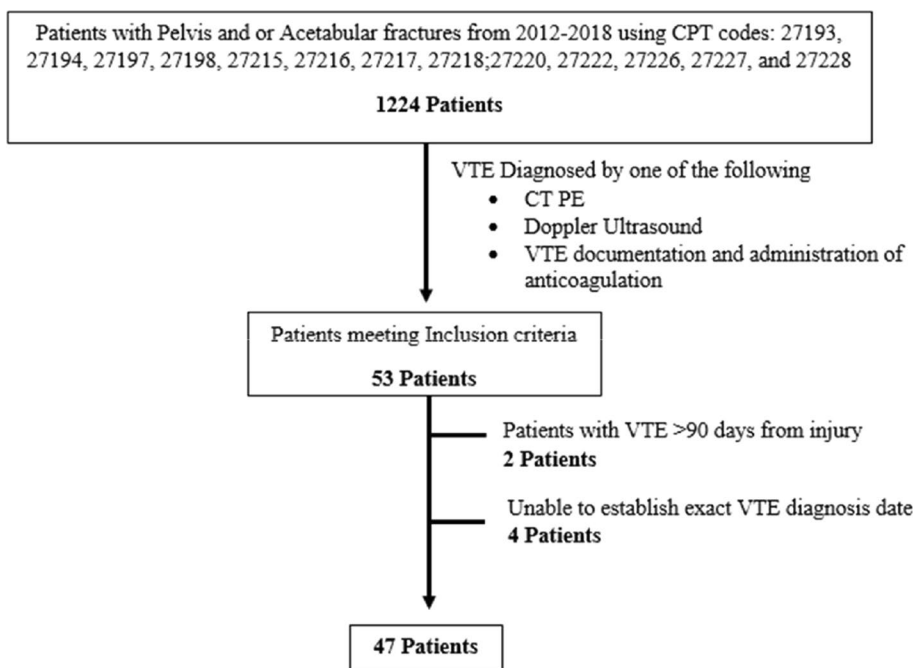 Patients with Pelvis and or Acetabular fractures from 2012-2018 using CPT codes: 27193,
27194, 27197, 27198, 27215, 27216, 27217, 27218;27220, 27222, 27226, 27227, and 27228
1224 Patients
VTE Diagnosed by one of the following
• CT PE
• Doppler Ultrasound
• VTE documentation and administration of
anticoagulation
Patients meeting Inclusion criteria
53 Patients
Patients with VTE >90 days from injury
2 Patients
Unable to establish exact VTE diagnosis date
4 Patients
47 Patients